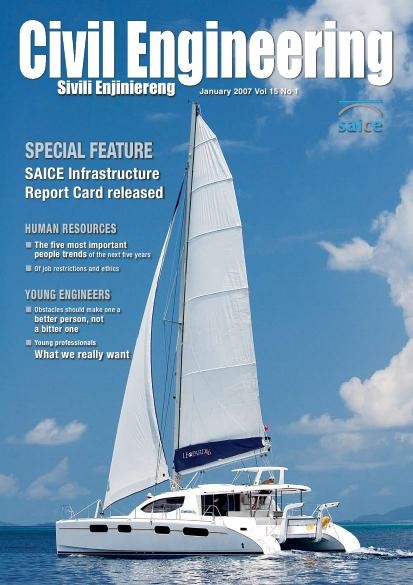 Civil Engineering
Sivili Enjiniereng
January 2007 Vol 15 No 1
saice
SPECIAL FEATURE
SAICE Infrastructure
Report Card released
HUMAN RESOURCES
The five most important
people trends of the next five years
Of job restrictions and ethics
YOUNG ENGINEERS
Obstacles should make one a
better person, not
a bitter one
Young professionals
What we really want
LEOPARD46